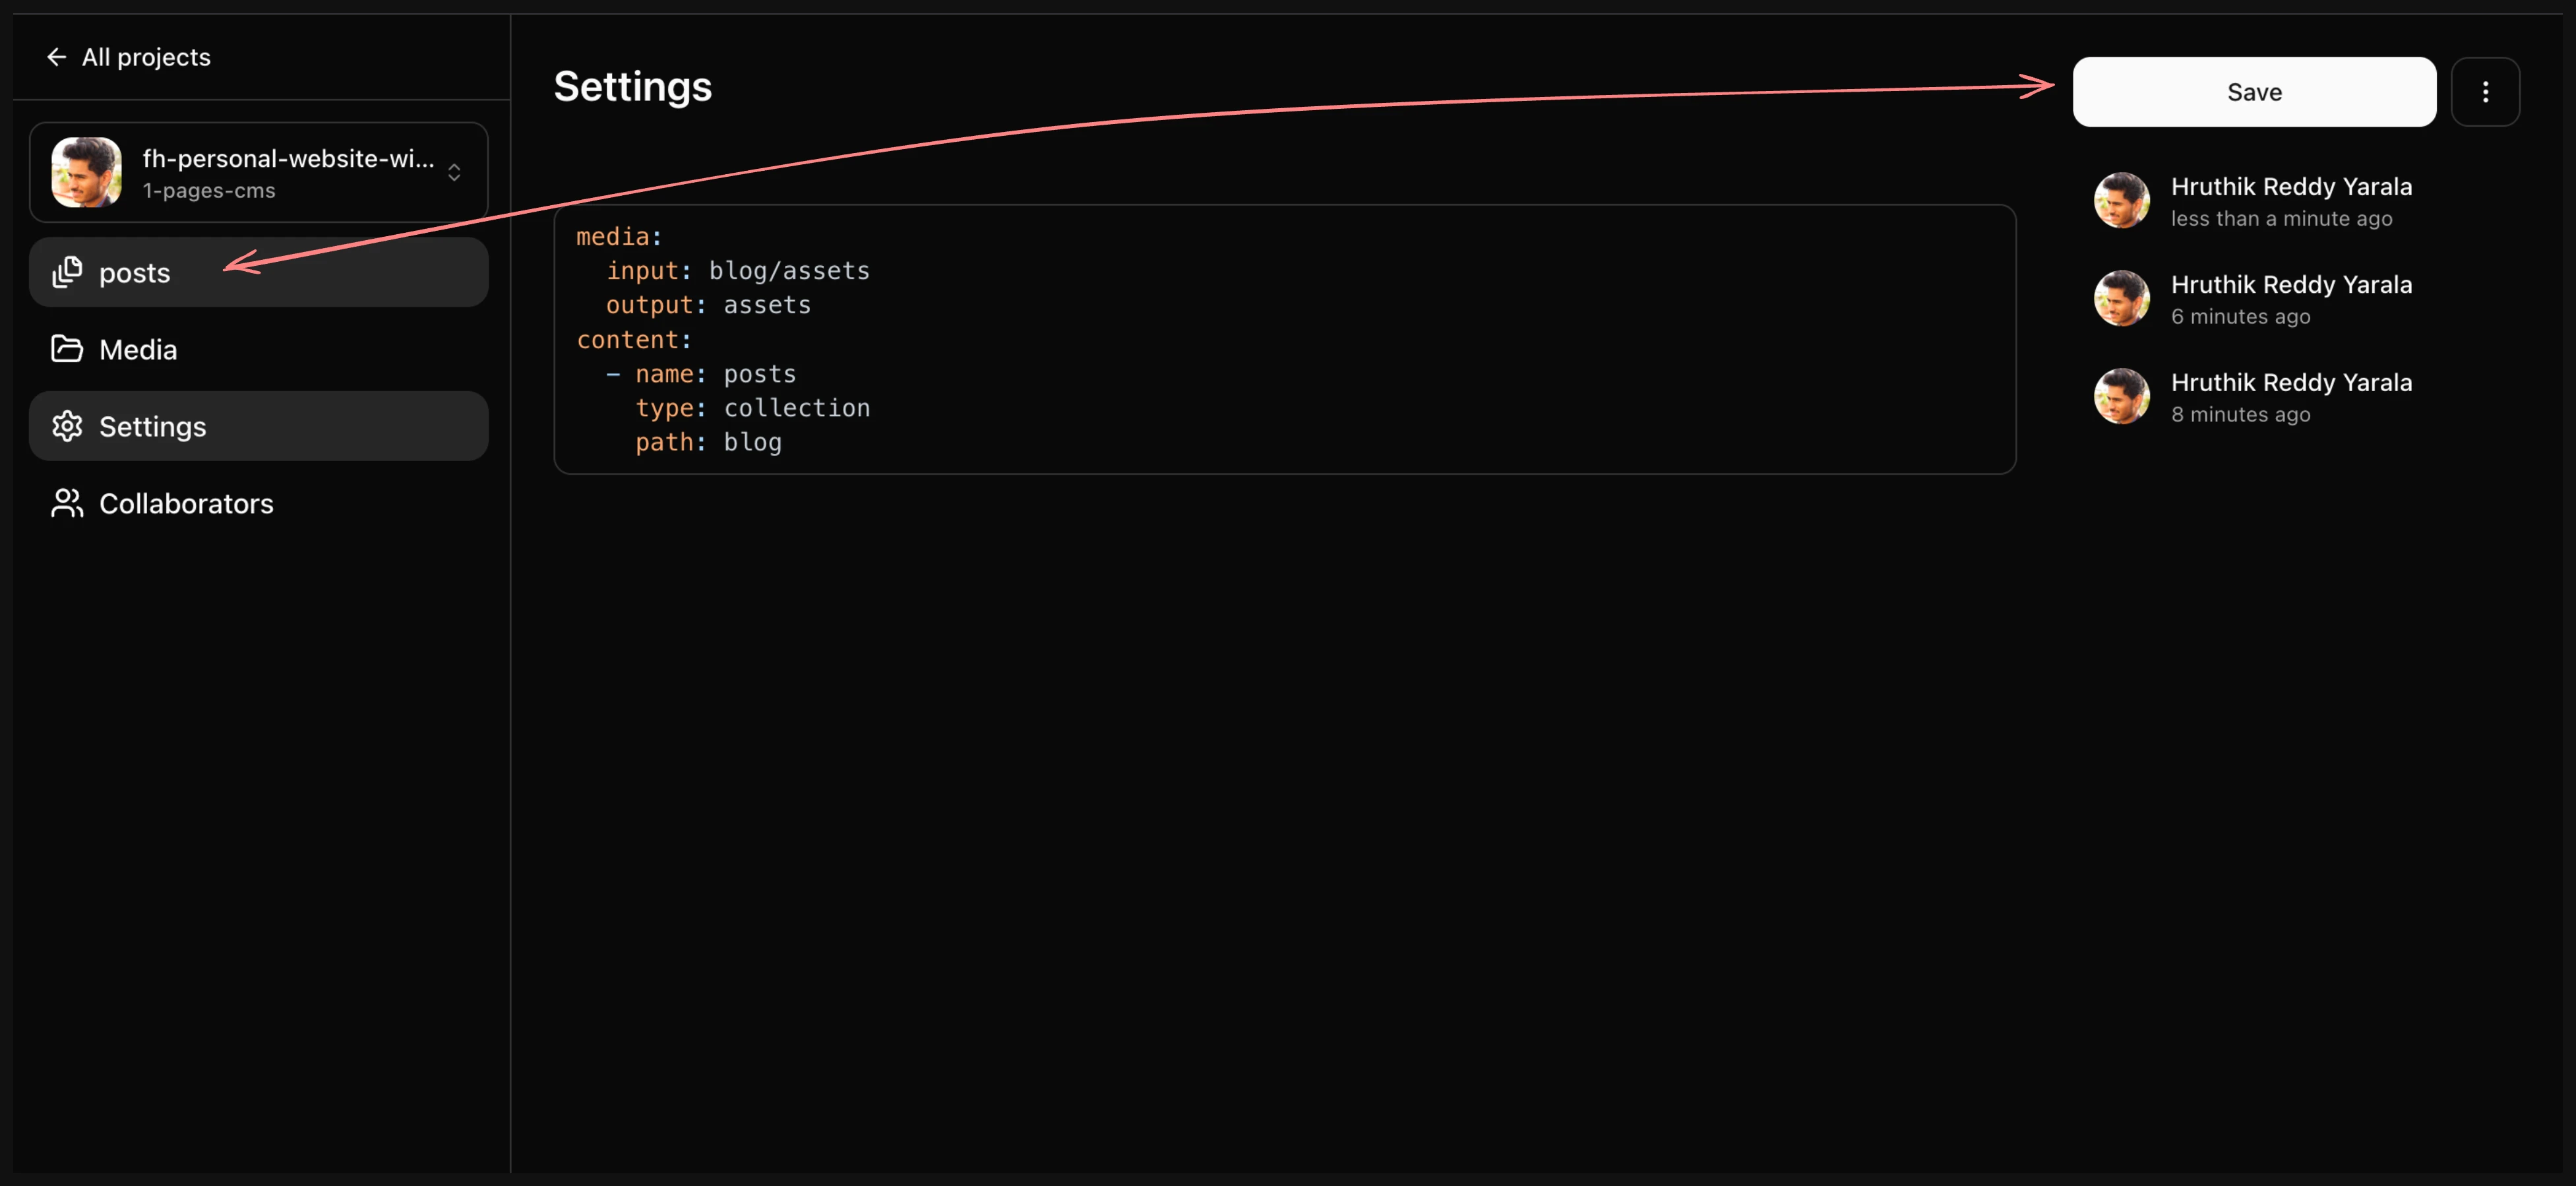 All projects
fh-personal-website-wi...
1-pages-cms
posts
Media
Settings
Collaborators
Settings
media:
  input: blog/assets
  output: assets
content:
  - name: posts
    type: collection
    path: blog
Save
Hruthik Reddy Yarala
less than a minute ago
Hruthik Reddy Yarala
6 minutes ago
Hruthik Reddy Yarala
8 minutes ago